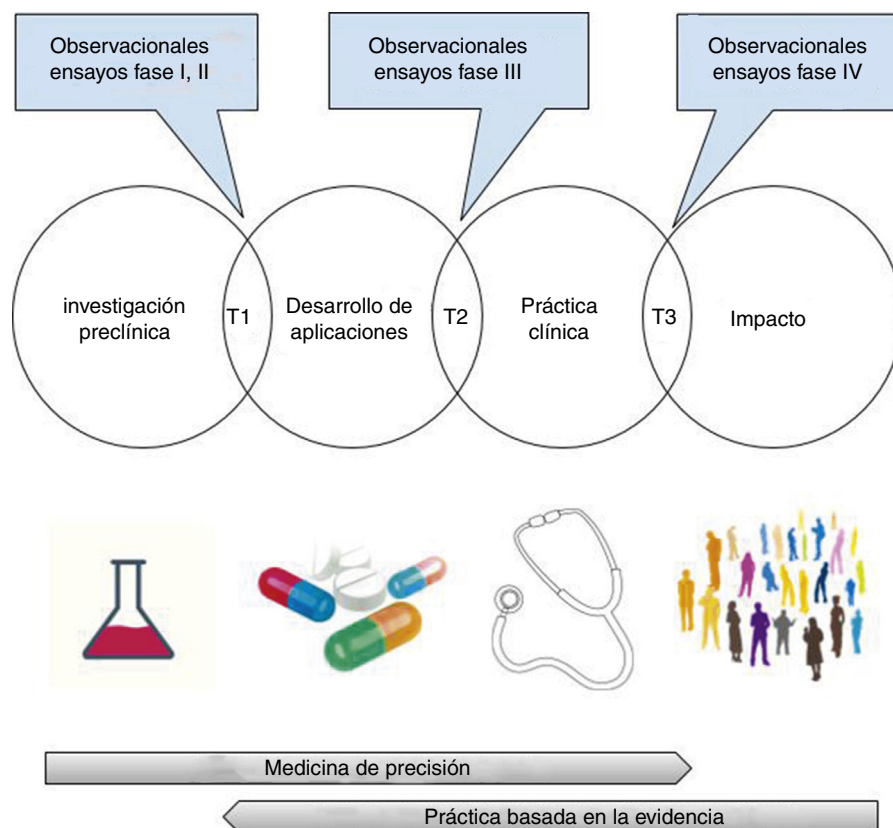 Observacionales
ensayos fase I, II
Observacionales
ensayos fase III
Observacionales
ensayos fase IV
investigación
preclínica
T1
Desarrollo de
aplicaciones
T2
Práctica
clínica
T3
Impacto
Medicina de precisión
Práctica basada en la evidencia